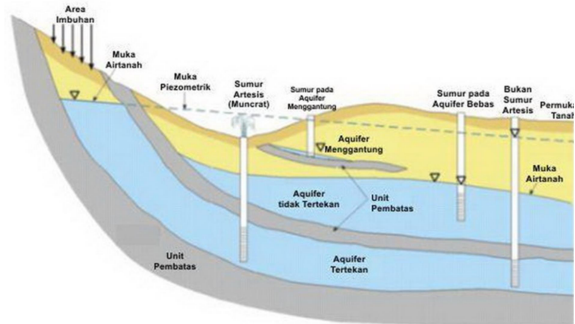 Area
Imbuhan
Muka
Airtanah
Muka
Piezometrik
Sumur
Artesis
(Muncrat)
Sumur pada
Aquifer
Menggantung
Sumur pada
Aquifer Bebas
Bukan
Sumur
Artesis
Permuka
Tanah
Aquifer
Menggantung
Muka
Airtanah
Aquifer
tidak Tertekan
Unit
Pembatas
Unit
Pembatas
Aquifer
Tertekan